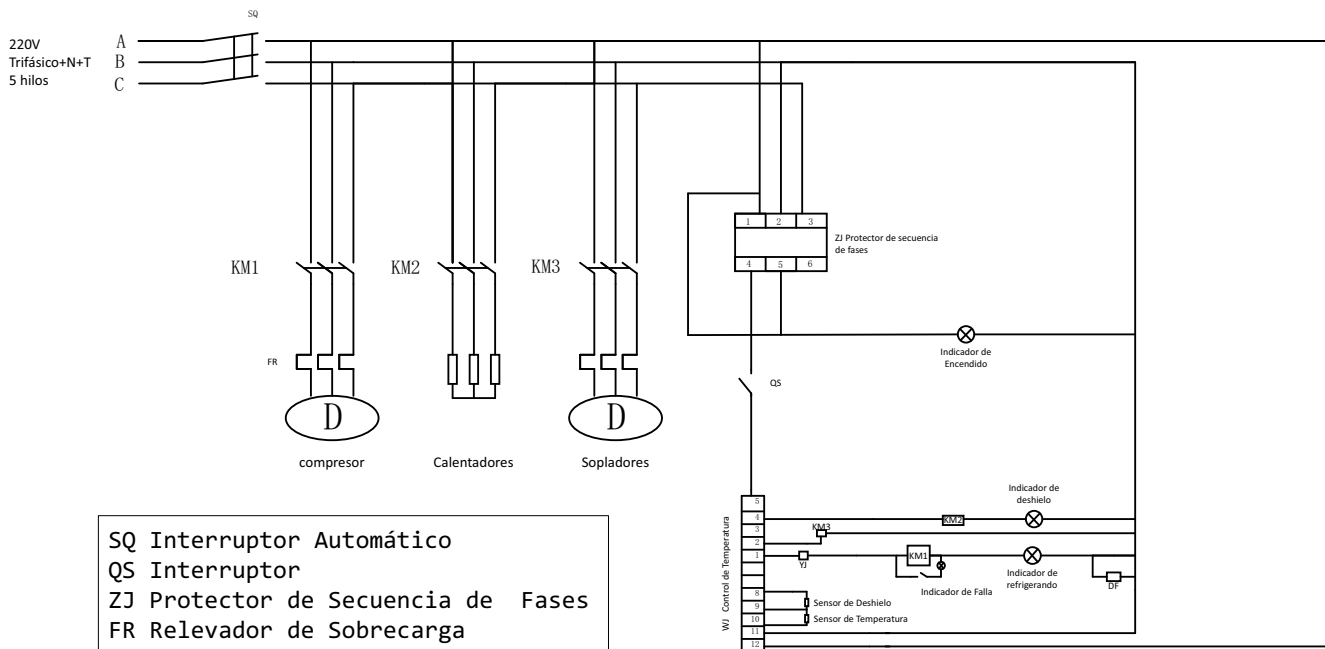 SQ
220V
Trifásico+N+T
5 hilos
A
B
C
1 2 3
ZJ Protector de secuencia
de fases
4 5 6
KM1
KM2
KM3
Indicador de
Encendido
FR
QS
D
D
compresor
Calentadores
Sopladores
Indicador de
deshielo
WJ Control de Temperatura
5
4
3
2
1
8
9
10
11
12
KM2
KM3
YJ
KM1
Indicador de Falla
Indicador de
refrigerando
DF
Sensor de Deshielo
Sensor de Temperatura
SQ Interruptor Automático
QS Interruptor
ZJ Protector de Secuencia de Fases
FR Relevador de Sobrecarga